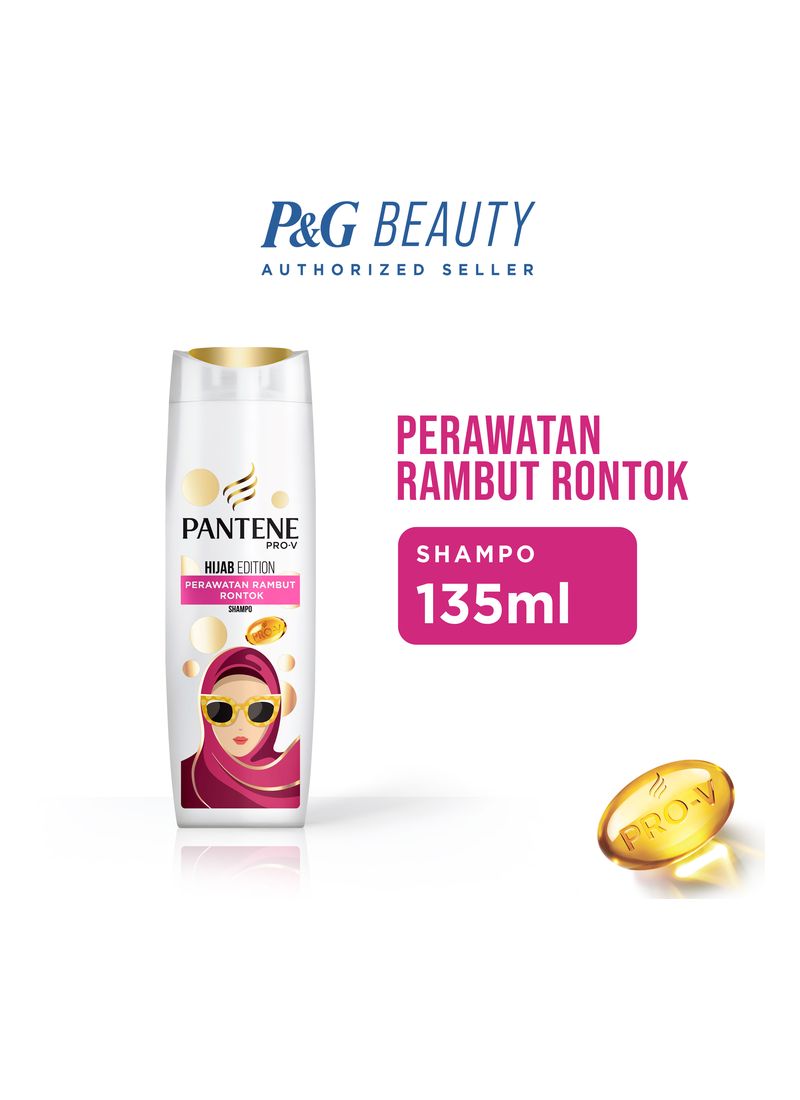 P&G BEAUTY
AUTHORIZED SELLER
PERAWATAN
RAMBUT RONTOK
SHAMPO
135ml
PANTENE
PRO-V
HIJAB EDITION
PERAWATAN RAMBUT
RONTOK
SHAMPO
PRO-V
PRO-V